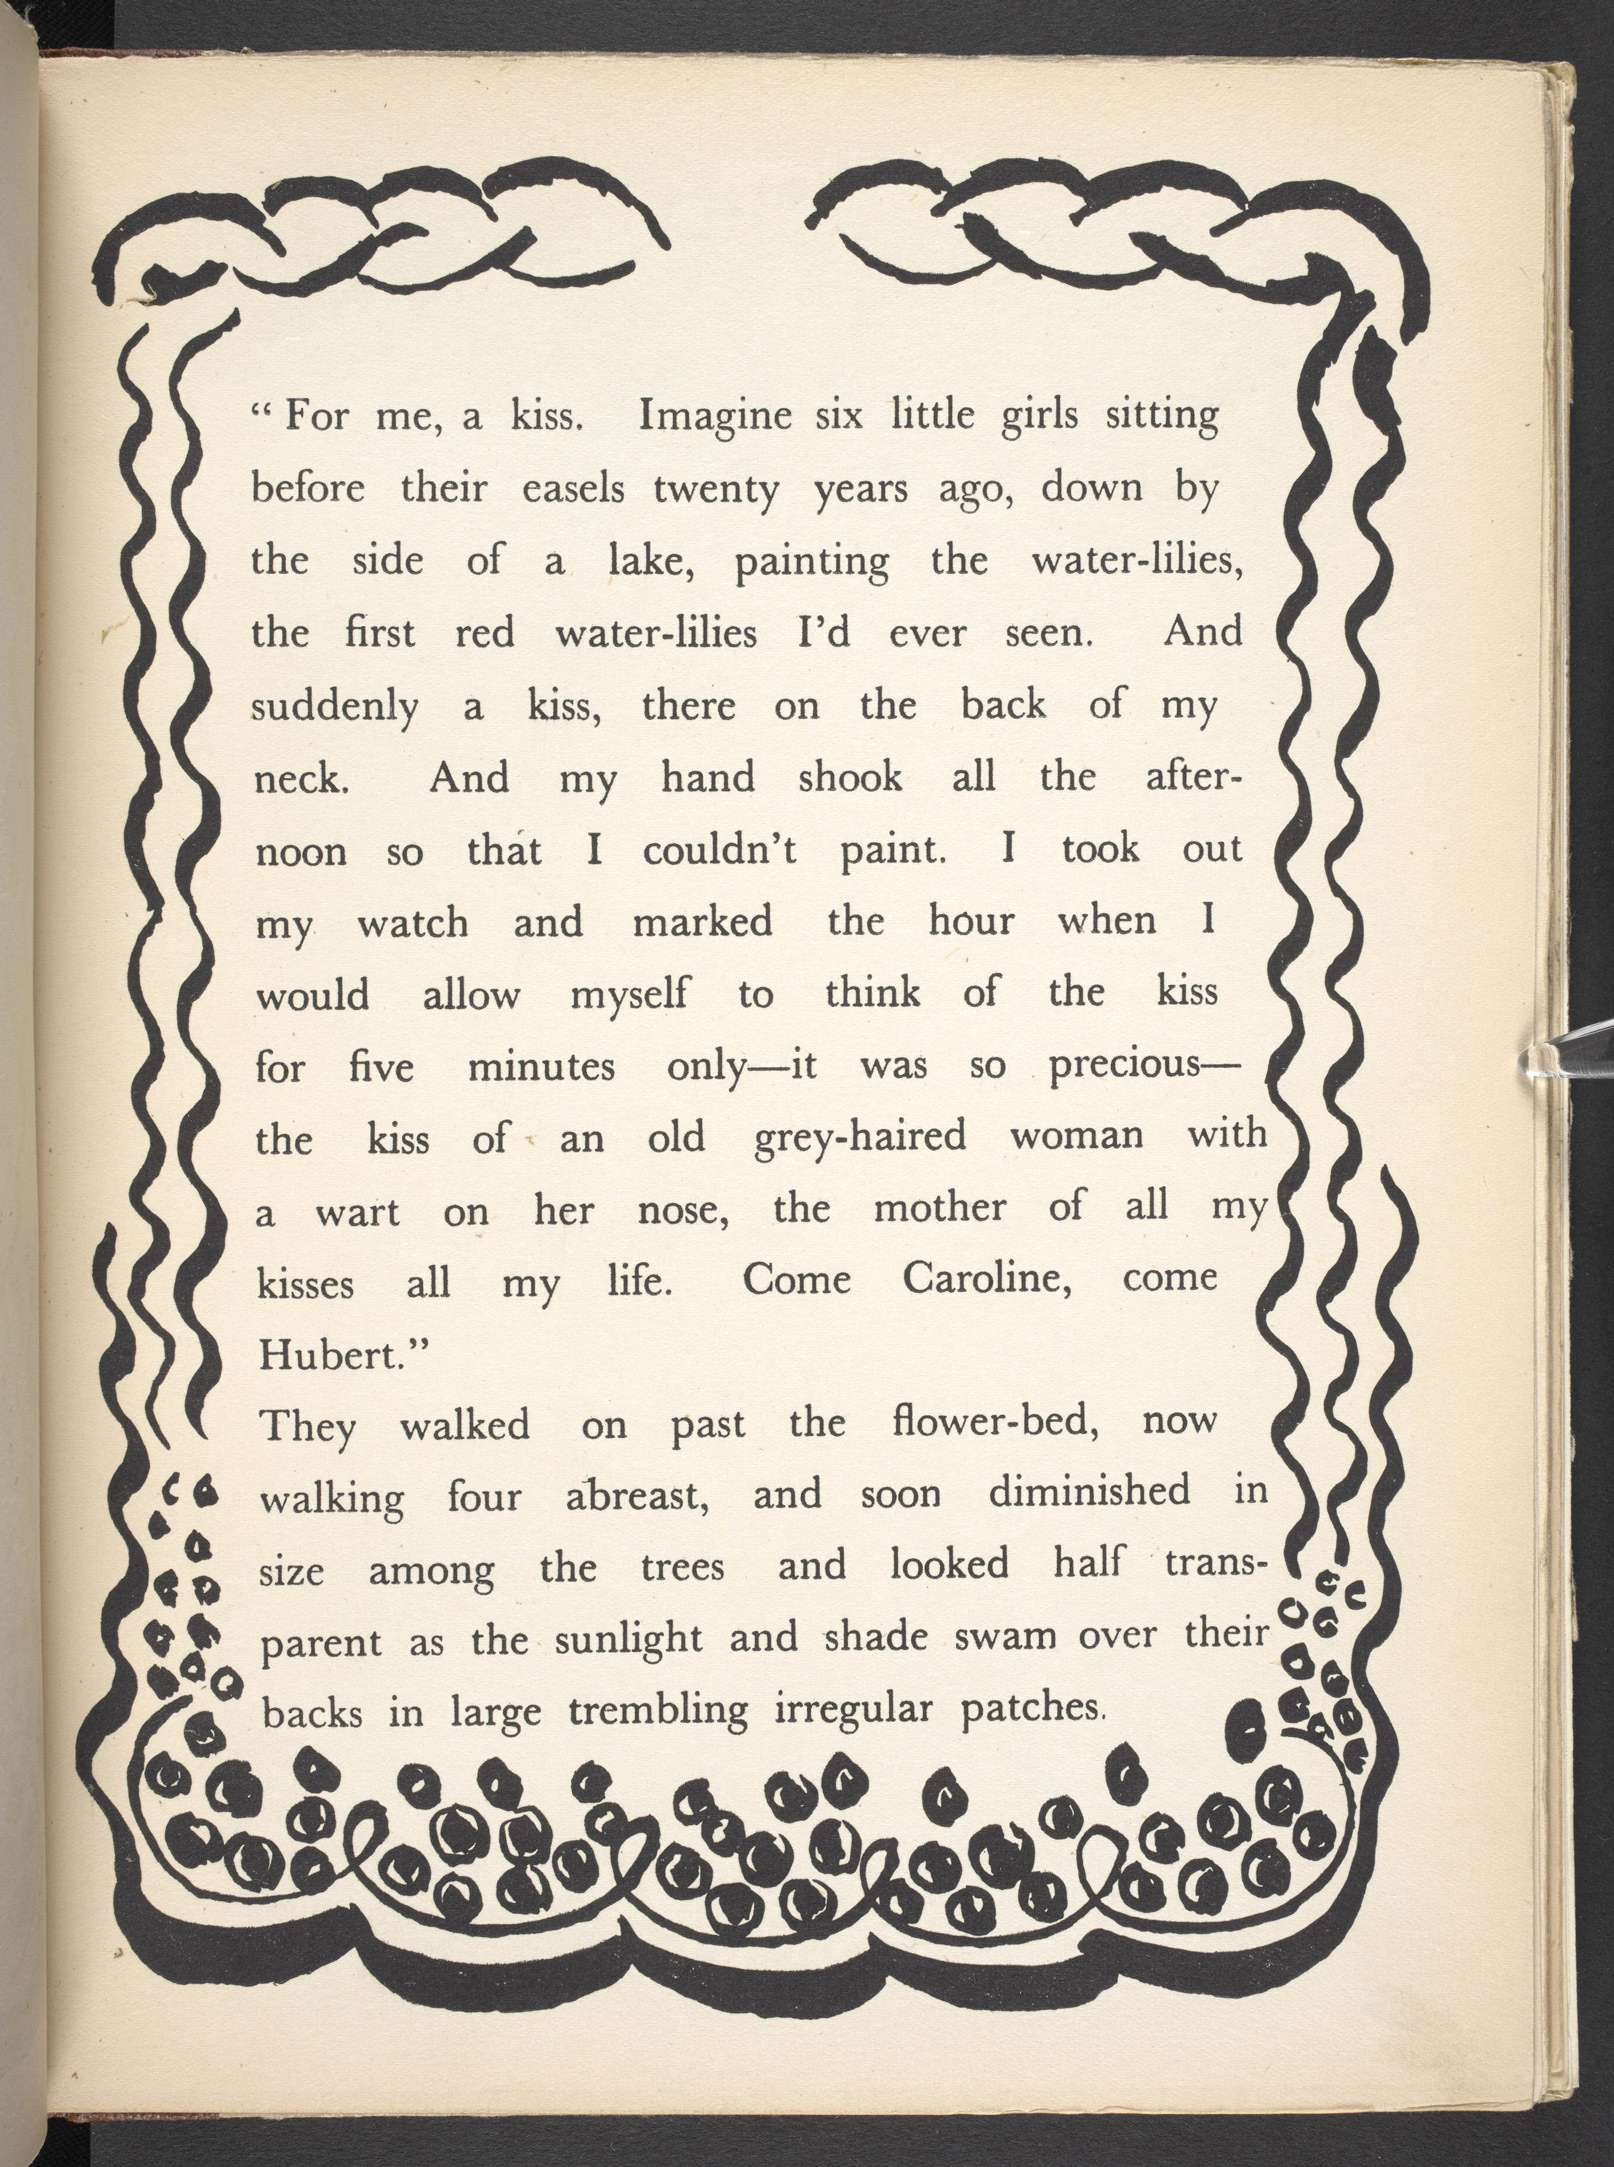 “ For me, a kiss. Imagine six little girls sitting
before their easels twenty years ago, down by
the side of a lake, painting the water-lilies,
the first red water-lilies I’d ever seen. And
suddenly a kiss, there on the back of my
neck. And my hand shook all the after-
noon so that I couldn’t paint. I took out
my watch and marked the hour when I
would allow myself to think of the kiss
for five minutes only—it was so precious—
the kiss of an old grey-haired woman with
a wart on her nose, the mother of all my
kisses all my life. Come Caroline, come
Hubert.”
They walked on past the flower-bed, now
walking four abreast, and soon diminished in
size among the trees and looked half trans-
parent as the sunlight and shade swam over their
backs in large trembling irregular patches.